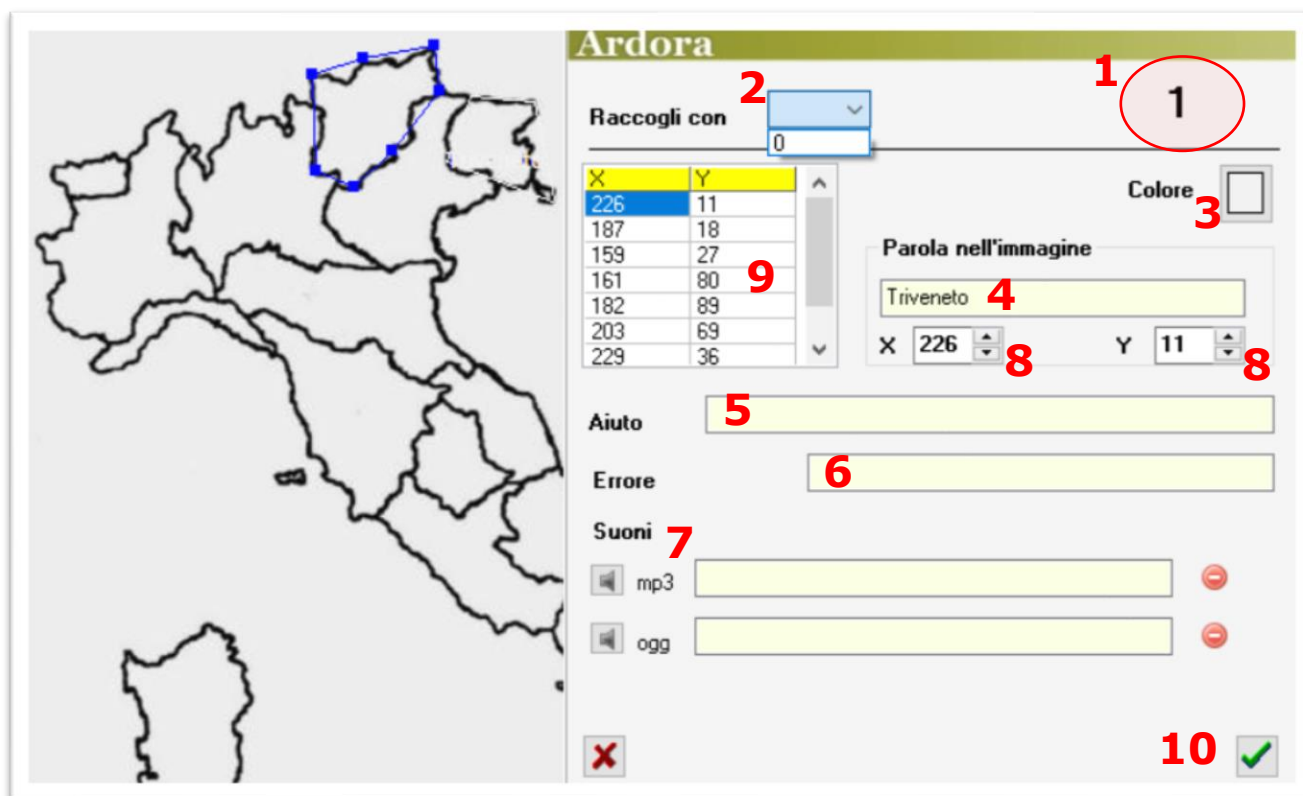 Ardora
1
1
2
Raccogli con
0
X Y
226 11
187 18
159 27
161 80
182 89
203 69
229 36
9
Colore
3
Parola nell'immagine
Triveneto 4
X 226 8 Y 11 8
Aiuto 5
Errore 6
Suoni 7
mp3
ogg
10